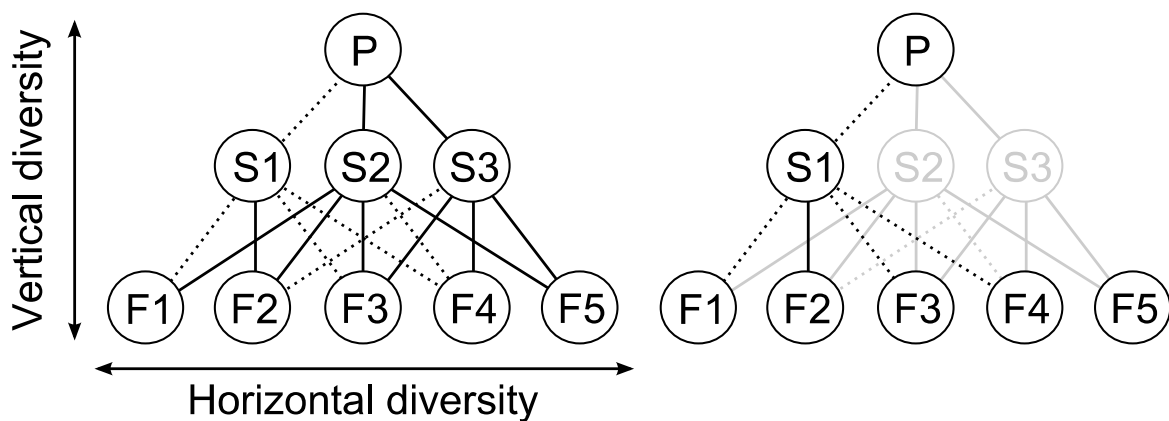 P
P
Vertical diversity
S1 S2 S3
S1 S2 S3
F1 F2 F3 F4 F5
F1 F2 F3 F4 F5
Horizontal diversity